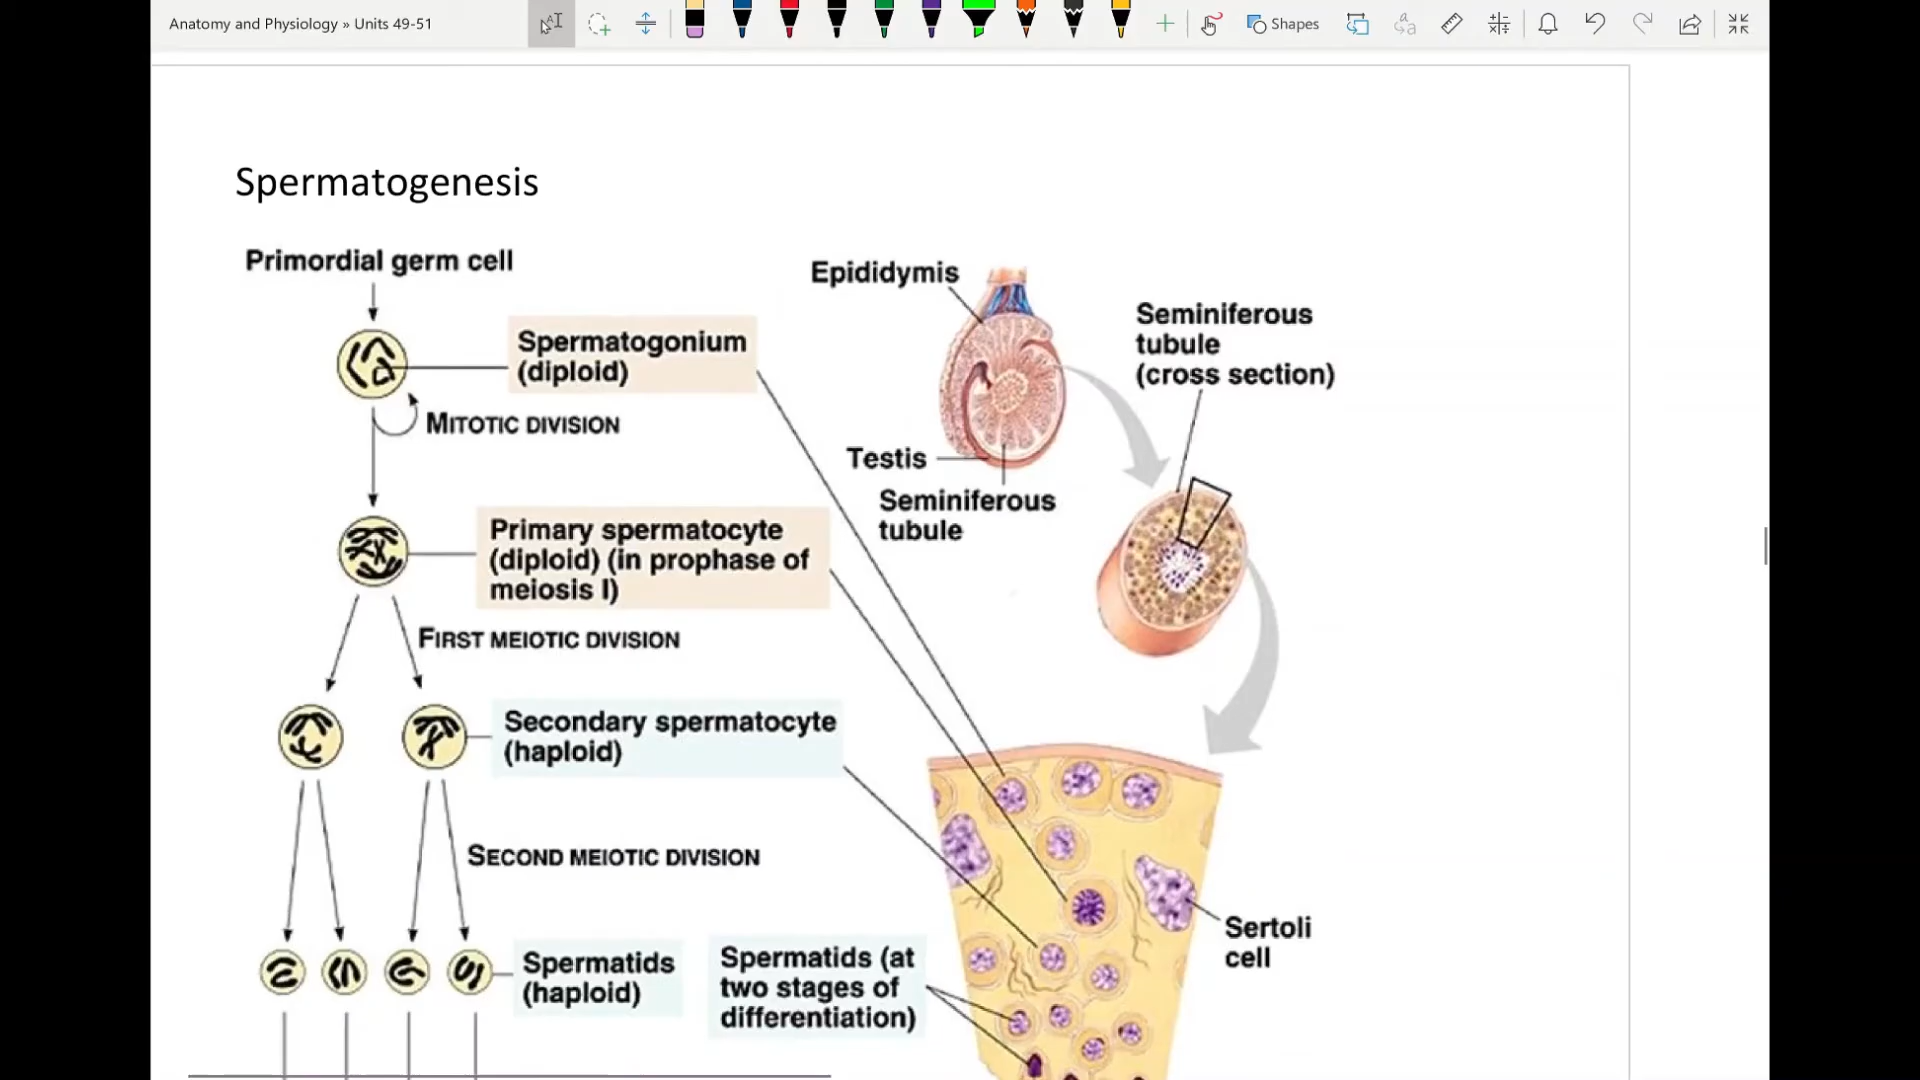 Anatomy and Physiology » Units 49-51
Shapes
Spermatogenesis
Primordial germ cell
Spermatogonium
(diploid)
MITOTIC DIVISION
Primary spermatocyte
(diploid) (in prophase of
meiosis I)
FIRST MEIOTIC DIVISION
Secondary spermatocyte
(haploid)
SECOND MEIOTIC DIVISION
Spermatids
(haploid)
Spermatids (at
two stages of
differentiation)
Epididymis
Testis
Seminiferous
tubule
Seminiferous
tubule
(cross section)
Sertoli
cell